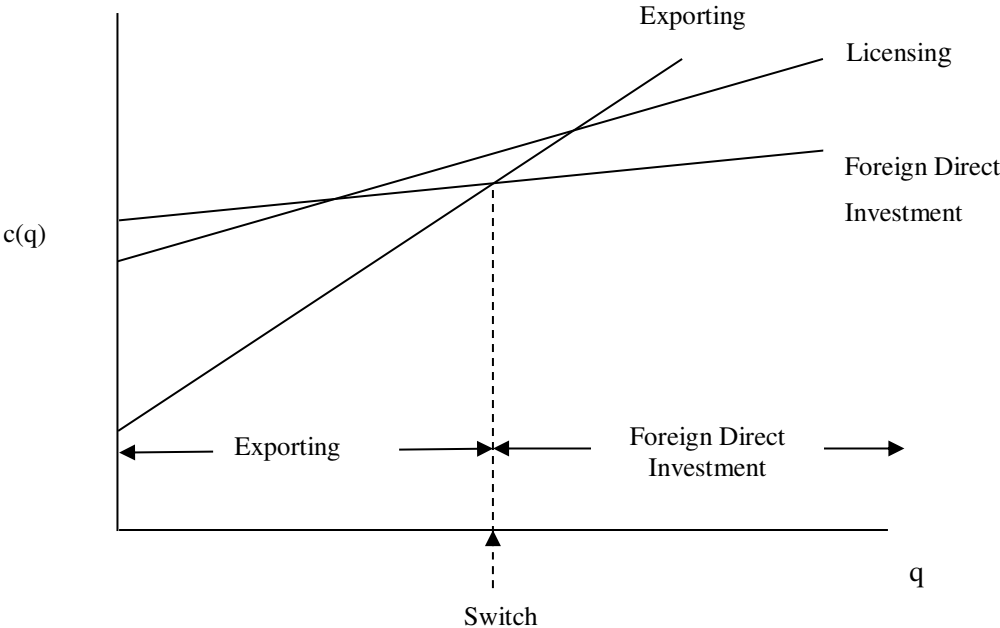 Exporting
Licensing
Foreign Direct
Investment
c(q)
Exporting
Foreign Direct
Investment
q
Switch